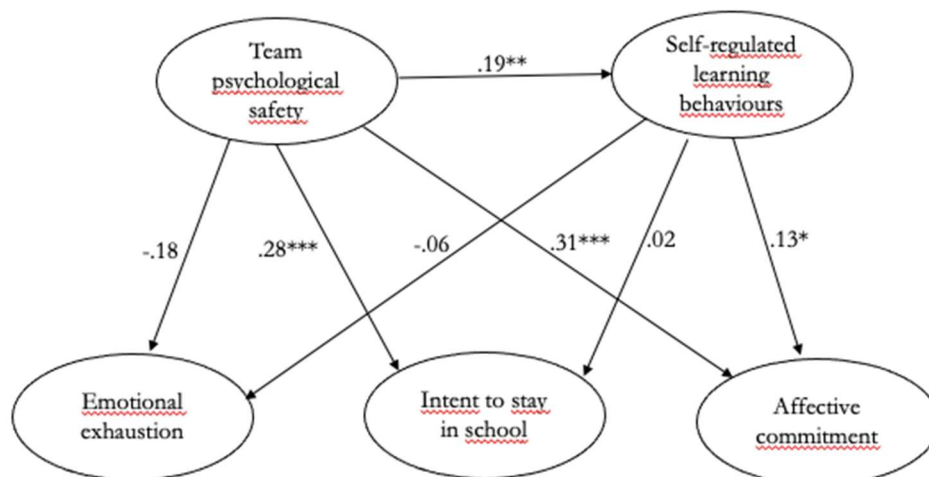 Team
psychological
safety
.19**
Self-regulated
learning
behaviours
-.18
.28***
-.06
.31***
.02
.13*
Emotional
exhaustion
Intent to stay
in school
Affective
commitment